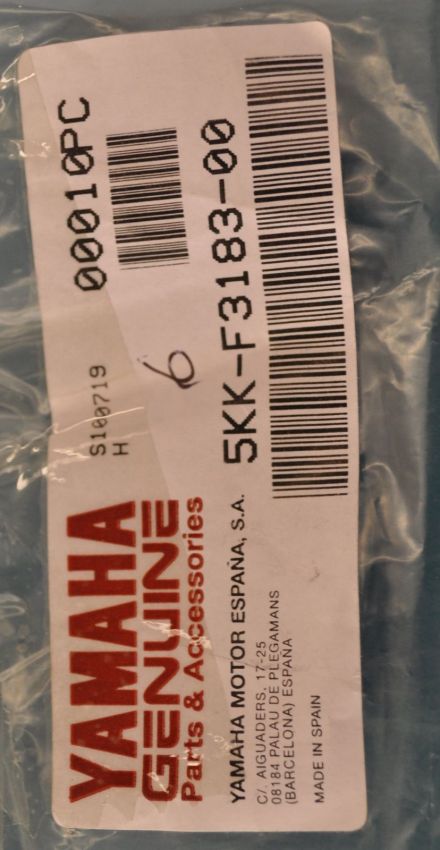 YAMAHA
GENUINE
Parts & Accessories
S100719
H
00010PC
6
5KK-F3183-00
YAMAHA MOTOR ESPAÑA, S.A.
C/. AIGUADERS, 17-25
08184 PALAU DE PLEGAMANS
(BARCELONA) ESPAÑA
MADE IN SPAIN